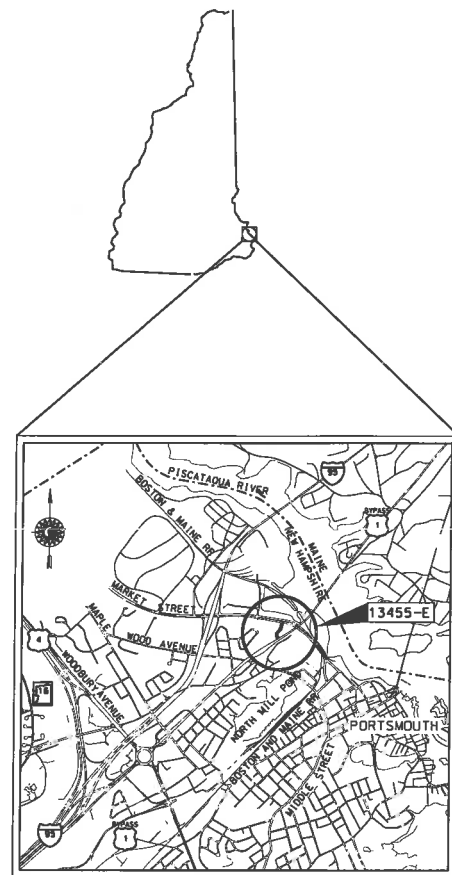 95
PISCATAQUA RIVER
BOSTON & MAINE RR
BYPASS
1
MAINE
NEW HAMPSHIRE
MARKET STREET
13455-E
MAPLE
WOOD AVENUE
4
WOODBURY AVENUE
16
NORTH MILL POND
PORTSMOUTH
BOSTON AND MAINE RR
MIDDLE STREET
95
BYPASS
1